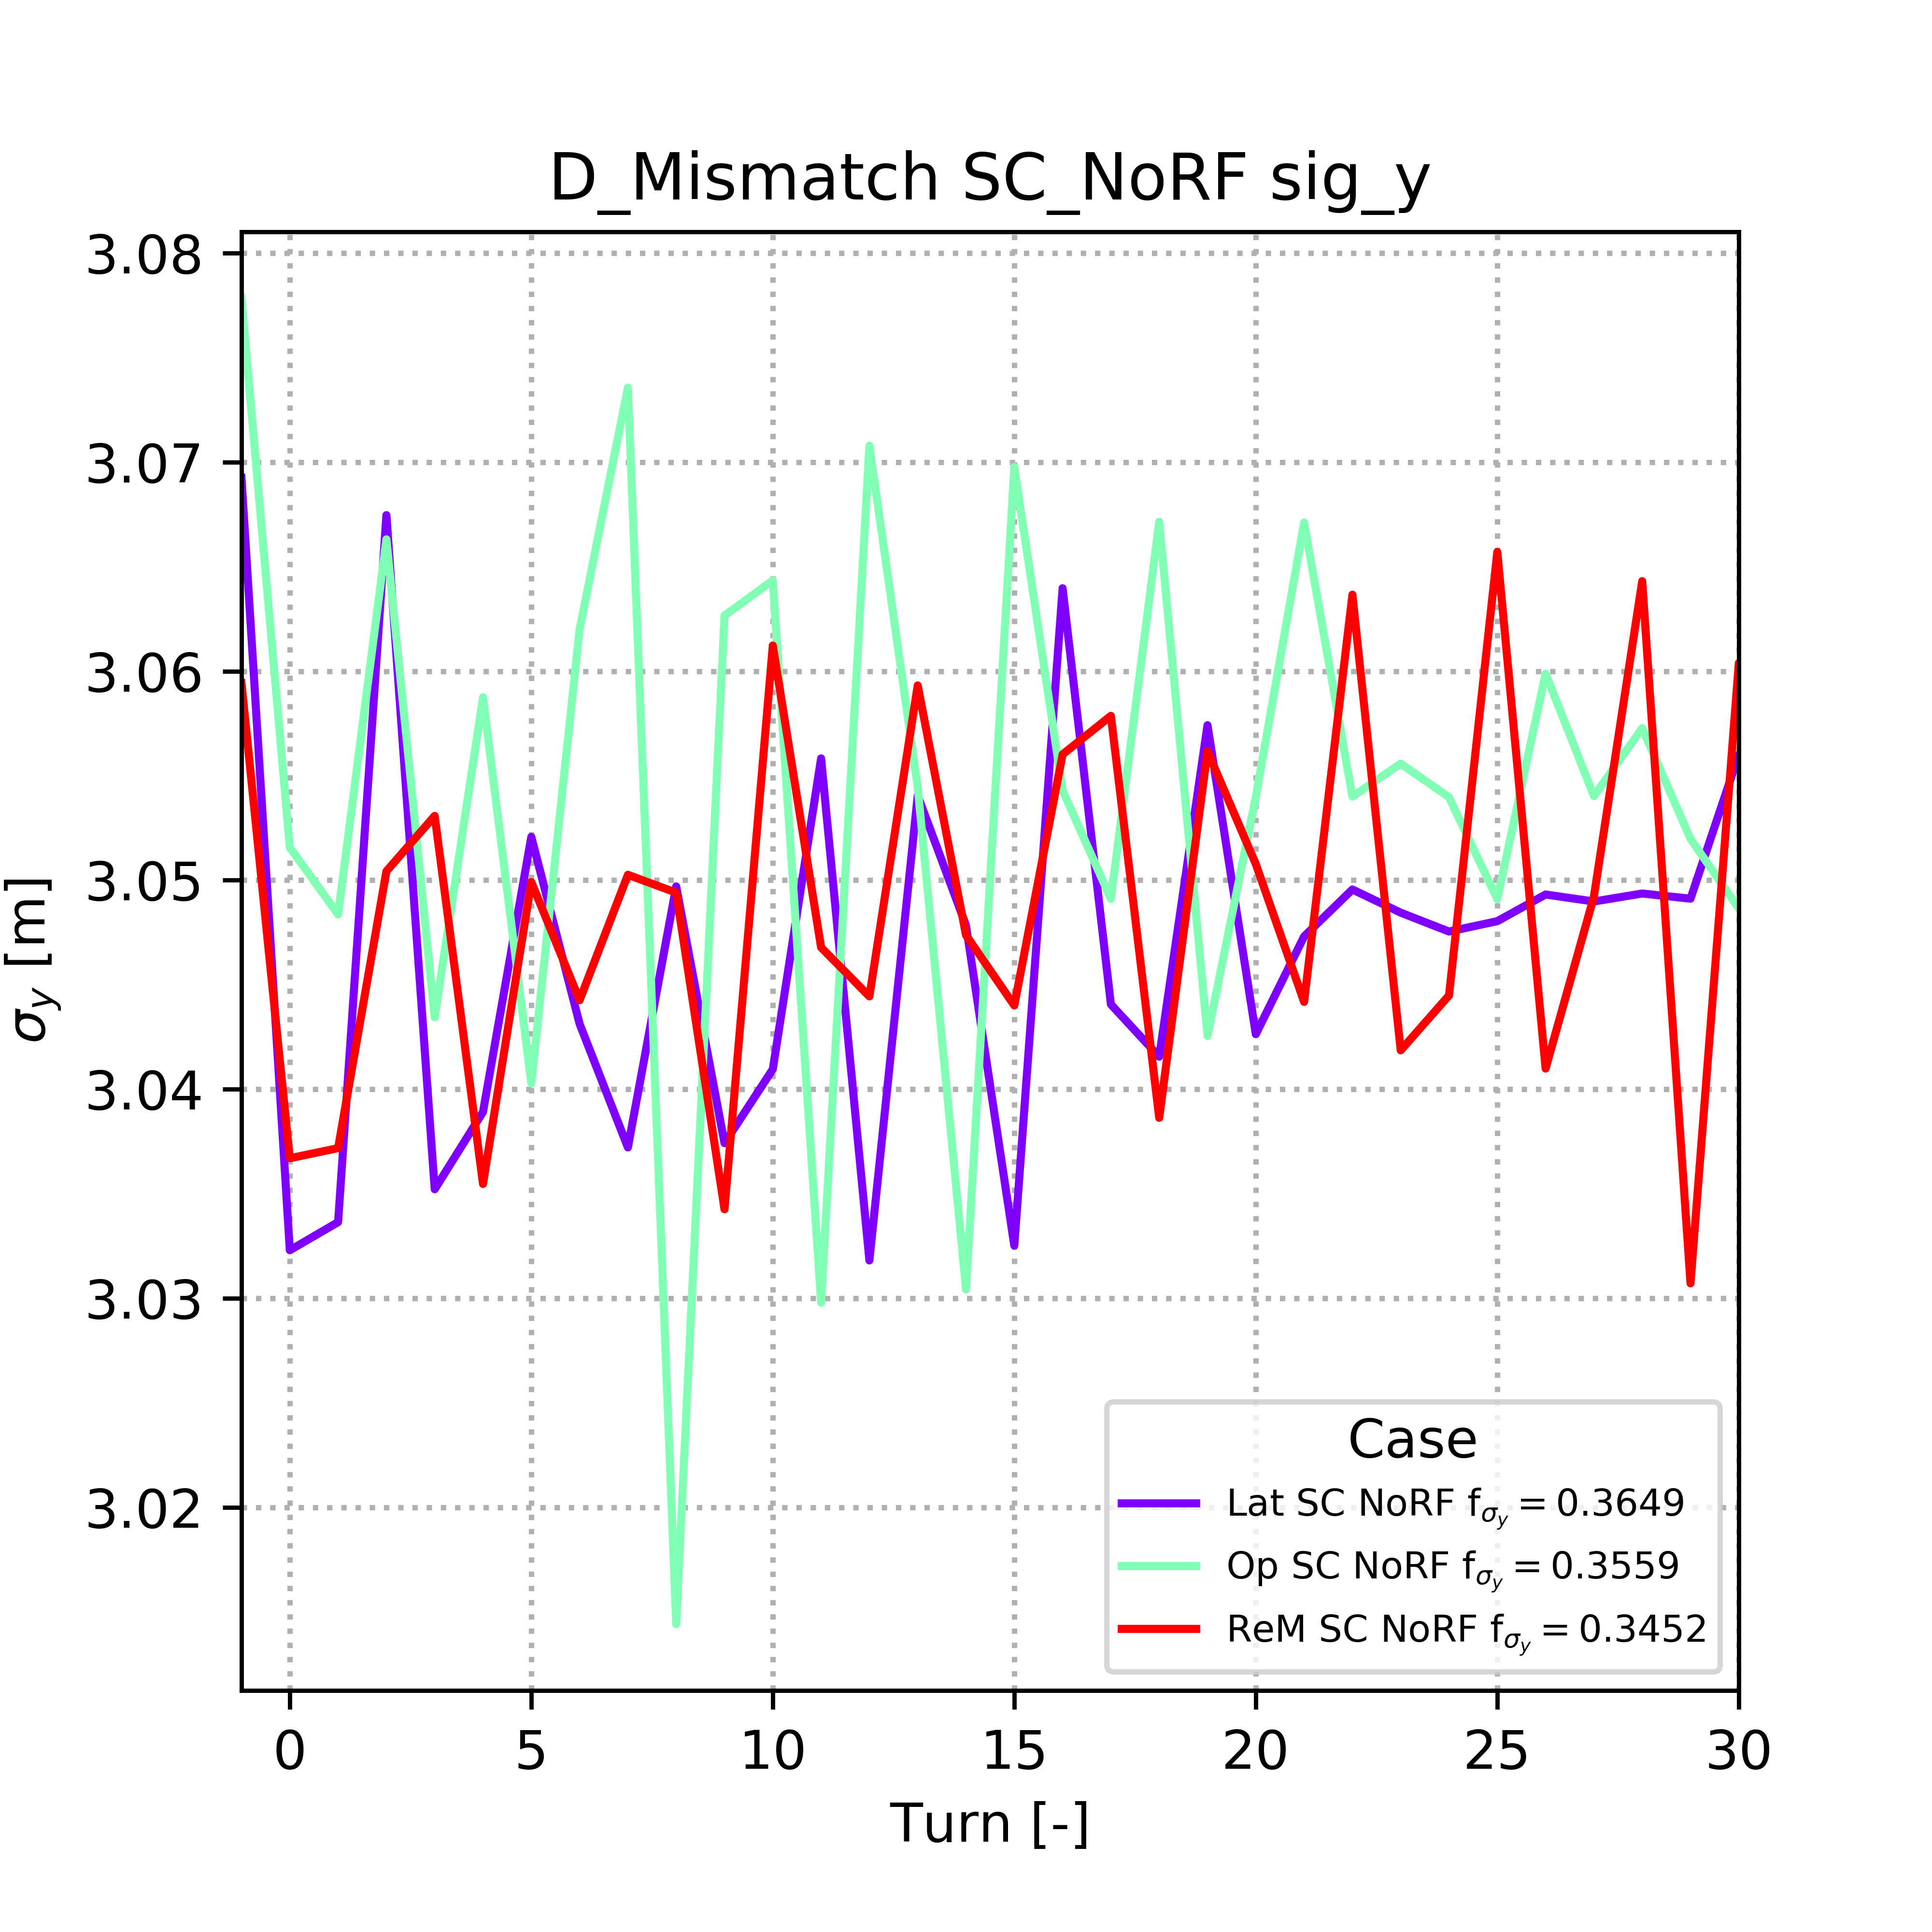 D_Mismatch SC_NoRF sig_y
3.08
3.07
3.06
3.05
3.04
3.03
3.02
σy [m]
Case
Lat SC NoRF fσy = 0.3649
Op SC NoRF fσy = 0.3559
ReM SC NoRF fσy = 0.3452
0 5 10 15 20 25 30
Turn [-]